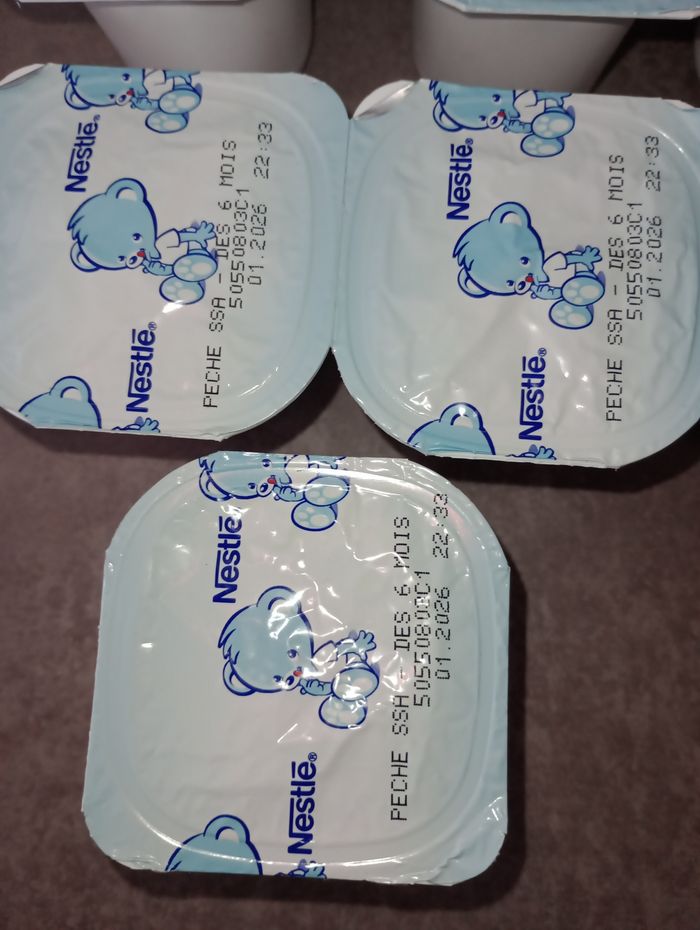 Nestlé®
Nestlé®
PECHE SSA - DES 6 MOIS
50550803C1
01.2026 22:33
Nestlé®
Nestlé®
PECHE SSA - DES 6 MOIS
50550803C1
01.2026 22:33
Nestlé®
Nestlé®
PECHE SSA - DES 6 MOIS
50550803C1
01.2026 22:33